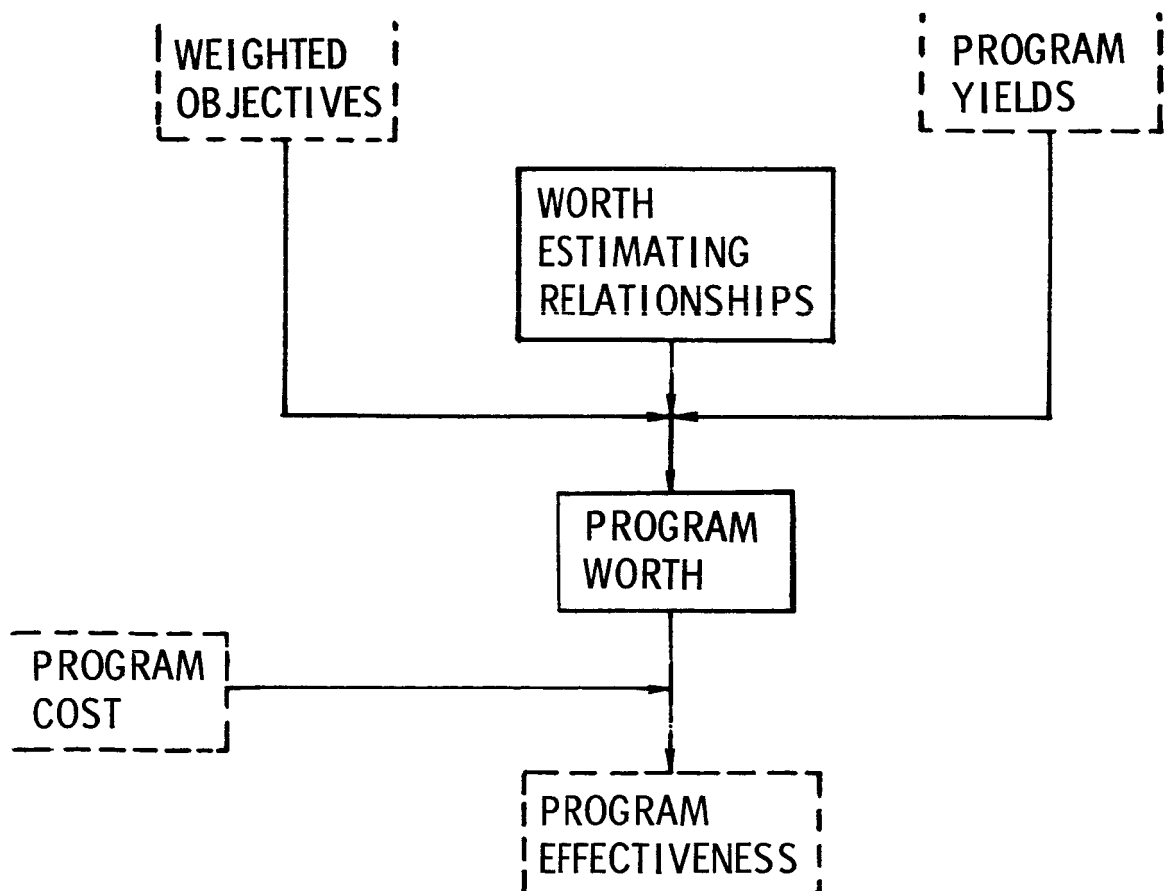 WEIGHTED
OBJECTIVES
PROGRAM
YIELDS
WORTH
ESTIMATING
RELATIONSHIPS
PROGRAM
WORTH
PROGRAM
COST
PROGRAM
EFFECTIVENESS